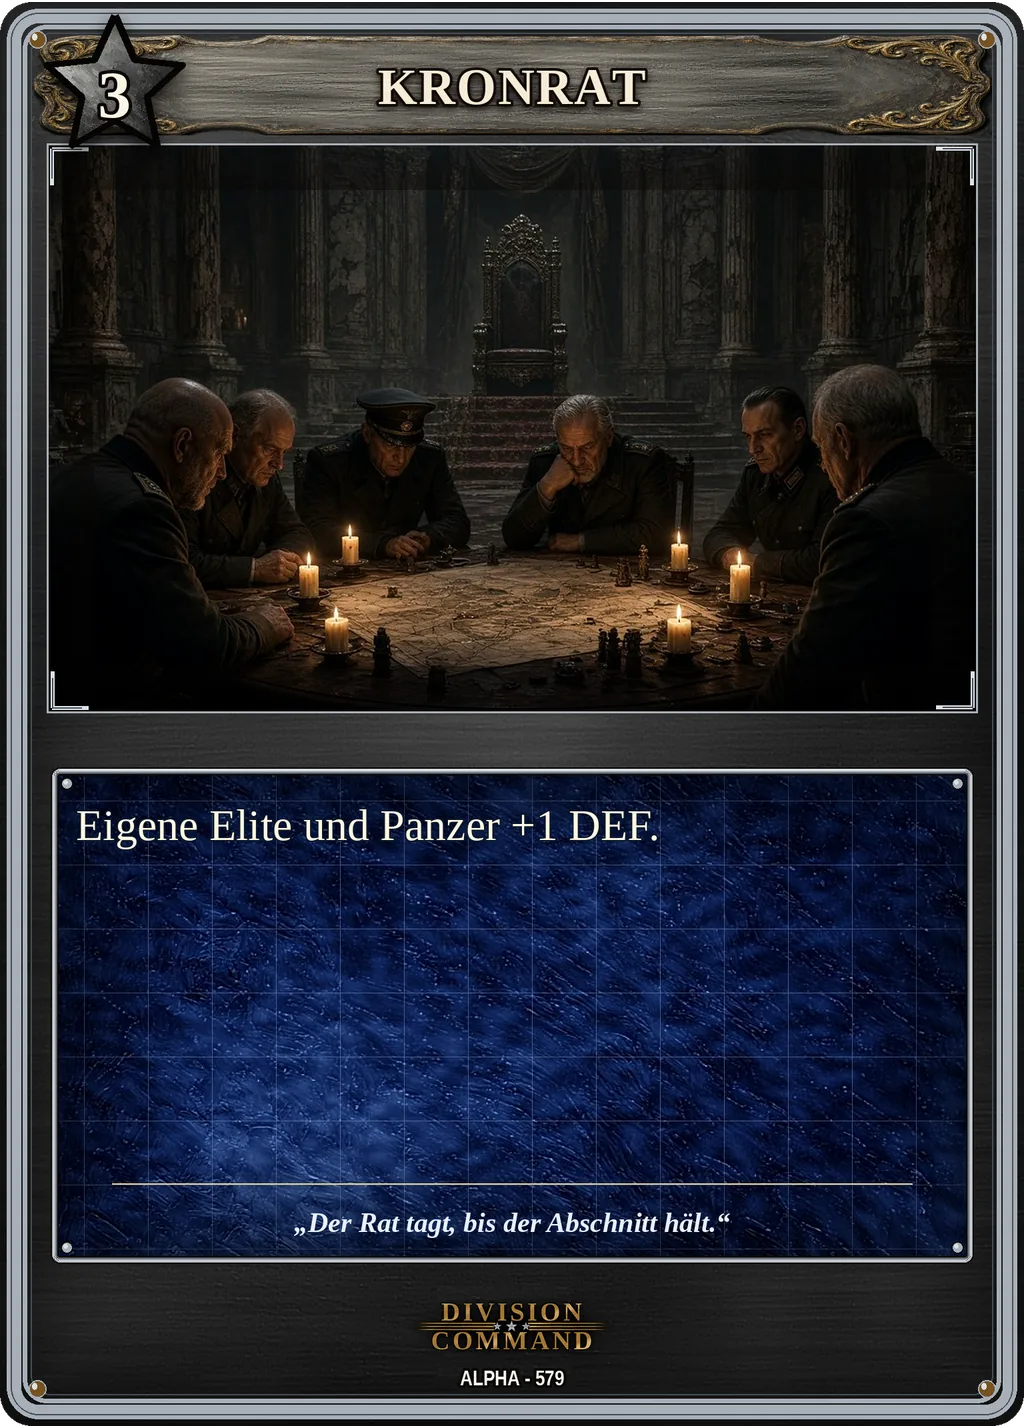 3
KRONRAT
Eigene Elite und Panzer +1 DEF.
„Der Rat tagt, bis der Abschnitt hält.“
DIVISION
COMMAND
ALPHA - 579